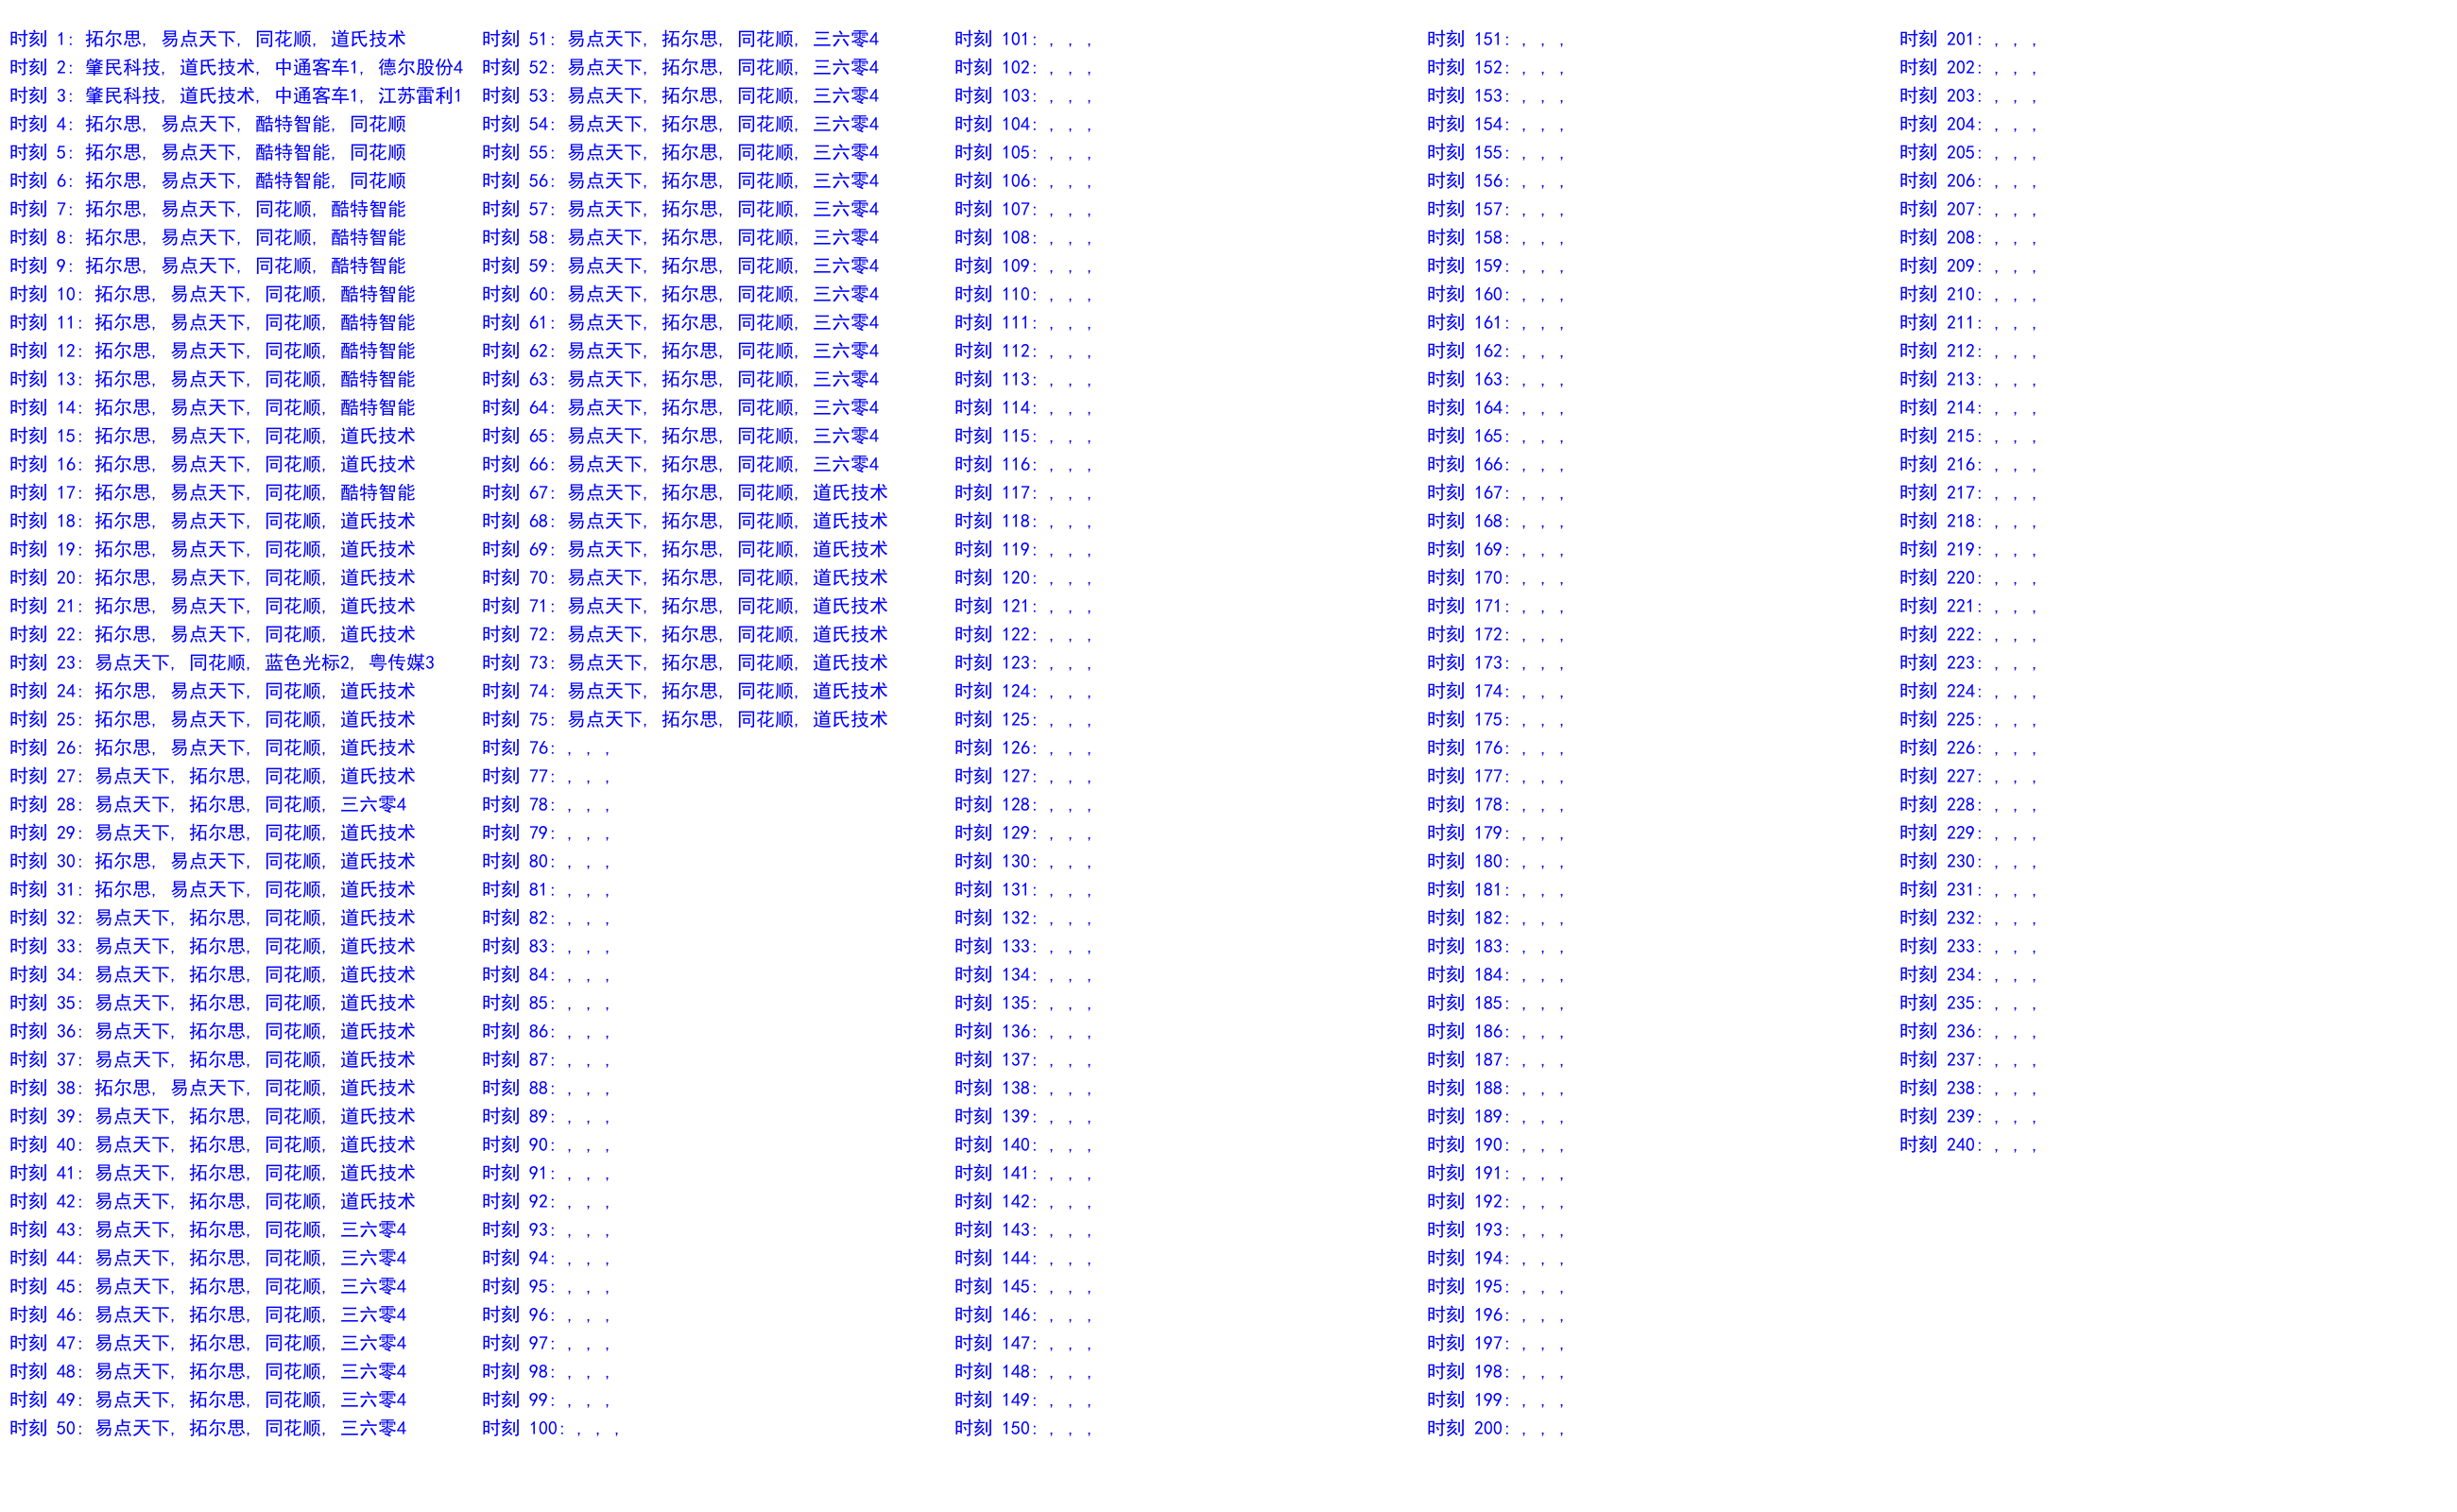 时刻 1: 拓尔思, 易点天下, 同花顺, 道氏技术
时刻 2: 肇民科技, 道氏技术, 中通客车1, 德尔股份4
时刻 3: 肇民科技, 道氏技术, 中通客车1, 江苏雷利1
时刻 4: 拓尔思, 易点天下, 酷特智能, 同花顺
时刻 5: 拓尔思, 易点天下, 酷特智能, 同花顺
时刻 6: 拓尔思, 易点天下, 酷特智能, 同花顺
时刻 7: 拓尔思, 易点天下, 同花顺, 酷特智能
时刻 8: 拓尔思, 易点天下, 同花顺, 酷特智能
时刻 9: 拓尔思, 易点天下, 同花顺, 酷特智能
时刻 10: 拓尔思, 易点天下, 同花顺, 酷特智能
时刻 11: 拓尔思, 易点天下, 同花顺, 酷特智能
时刻 12: 拓尔思, 易点天下, 同花顺, 酷特智能
时刻 13: 拓尔思, 易点天下, 同花顺, 酷特智能
时刻 14: 拓尔思, 易点天下, 同花顺, 酷特智能
时刻 15: 拓尔思, 易点天下, 同花顺, 道氏技术
时刻 16: 拓尔思, 易点天下, 同花顺, 道氏技术
时刻 17: 拓尔思, 易点天下, 同花顺, 酷特智能
时刻 18: 拓尔思, 易点天下, 同花顺, 道氏技术
时刻 19: 拓尔思, 易点天下, 同花顺, 道氏技术
时刻 20: 拓尔思, 易点天下, 同花顺, 道氏技术
时刻 21: 拓尔思, 易点天下, 同花顺, 道氏技术
时刻 22: 拓尔思, 易点天下, 同花顺, 道氏技术
时刻 23: 易点天下, 同花顺, 蓝色光标2, 粤传媒3
时刻 24: 拓尔思, 易点天下, 同花顺, 道氏技术
时刻 25: 拓尔思, 易点天下, 同花顺, 道氏技术
时刻 26: 拓尔思, 易点天下, 同花顺, 道氏技术
时刻 27: 易点天下, 拓尔思, 同花顺, 道氏技术
时刻 28: 易点天下, 拓尔思, 同花顺, 三六零4
时刻 29: 易点天下, 拓尔思, 同花顺, 道氏技术
时刻 30: 拓尔思, 易点天下, 同花顺, 道氏技术
时刻 31: 拓尔思, 易点天下, 同花顺, 道氏技术
时刻 32: 易点天下, 拓尔思, 同花顺, 道氏技术
时刻 33: 易点天下, 拓尔思, 同花顺, 道氏技术
时刻 34: 易点天下, 拓尔思, 同花顺, 道氏技术
时刻 35: 易点天下, 拓尔思, 同花顺, 道氏技术
时刻 36: 易点天下, 拓尔思, 同花顺, 道氏技术
时刻 37: 易点天下, 拓尔思, 同花顺, 道氏技术
时刻 38: 拓尔思, 易点天下, 同花顺, 道氏技术
时刻 39: 易点天下, 拓尔思, 同花顺, 道氏技术
时刻 40: 易点天下, 拓尔思, 同花顺, 道氏技术
时刻 41: 易点天下, 拓尔思, 同花顺, 道氏技术
时刻 42: 易点天下, 拓尔思, 同花顺, 道氏技术
时刻 43: 易点天下, 拓尔思, 同花顺, 三六零4
时刻 44: 易点天下, 拓尔思, 同花顺, 三六零4
时刻 45: 易点天下, 拓尔思, 同花顺, 三六零4
时刻 46: 易点天下, 拓尔思, 同花顺, 三六零4
时刻 47: 易点天下, 拓尔思, 同花顺, 三六零4
时刻 48: 易点天下, 拓尔思, 同花顺, 三六零4
时刻 49: 易点天下, 拓尔思, 同花顺, 三六零4
时刻 50: 易点天下, 拓尔思, 同花顺, 三六零4
时刻 51: 易点天下, 拓尔思, 同花顺, 三六零4
时刻 52: 易点天下, 拓尔思, 同花顺, 三六零4
时刻 53: 易点天下, 拓尔思, 同花顺, 三六零4
时刻 54: 易点天下, 拓尔思, 同花顺, 三六零4
时刻 55: 易点天下, 拓尔思, 同花顺, 三六零4
时刻 56: 易点天下, 拓尔思, 同花顺, 三六零4
时刻 57: 易点天下, 拓尔思, 同花顺, 三六零4
时刻 58: 易点天下, 拓尔思, 同花顺, 三六零4
时刻 59: 易点天下, 拓尔思, 同花顺, 三六零4
时刻 60: 易点天下, 拓尔思, 同花顺, 三六零4
时刻 61: 易点天下, 拓尔思, 同花顺, 三六零4
时刻 62: 易点天下, 拓尔思, 同花顺, 三六零4
时刻 63: 易点天下, 拓尔思, 同花顺, 三六零4
时刻 64: 易点天下, 拓尔思, 同花顺, 三六零4
时刻 65: 易点天下, 拓尔思, 同花顺, 三六零4
时刻 66: 易点天下, 拓尔思, 同花顺, 三六零4
时刻 67: 易点天下, 拓尔思, 同花顺, 道氏技术
时刻 68: 易点天下, 拓尔思, 同花顺, 道氏技术
时刻 69: 易点天下, 拓尔思, 同花顺, 道氏技术
时刻 70: 易点天下, 拓尔思, 同花顺, 道氏技术
时刻 71: 易点天下, 拓尔思, 同花顺, 道氏技术
时刻 72: 易点天下, 拓尔思, 同花顺, 道氏技术
时刻 73: 易点天下, 拓尔思, 同花顺, 道氏技术
时刻 74: 易点天下, 拓尔思, 同花顺, 道氏技术
时刻 75: 易点天下, 拓尔思, 同花顺, 道氏技术
时刻 76: , , ,
时刻 77: , , ,
时刻 78: , , ,
时刻 79: , , ,
时刻 80: , , ,
时刻 81: , , ,
时刻 82: , , ,
时刻 83: , , ,
时刻 84: , , ,
时刻 85: , , ,
时刻 86: , , ,
时刻 87: , , ,
时刻 88: , , ,
时刻 89: , , ,
时刻 90: , , ,
时刻 91: , , ,
时刻 92: , , ,
时刻 93: , , ,
时刻 94: , , ,
时刻 95: , , ,
时刻 96: , , ,
时刻 97: , , ,
时刻 98: , , ,
时刻 99: , , ,
时刻 100: , , ,
时刻 101: , , ,
时刻 102: , , ,
时刻 103: , , ,
时刻 104: , , ,
时刻 105: , , ,
时刻 106: , , ,
时刻 107: , , ,
时刻 108: , , ,
时刻 109: , , ,
时刻 110: , , ,
时刻 111: , , ,
时刻 112: , , ,
时刻 113: , , ,
时刻 114: , , ,
时刻 115: , , ,
时刻 116: , , ,
时刻 117: , , ,
时刻 118: , , ,
时刻 119: , , ,
时刻 120: , , ,
时刻 121: , , ,
时刻 122: , , ,
时刻 123: , , ,
时刻 124: , , ,
时刻 125: , , ,
时刻 126: , , ,
时刻 127: , , ,
时刻 128: , , ,
时刻 129: , , ,
时刻 130: , , ,
时刻 131: , , ,
时刻 132: , , ,
时刻 133: , , ,
时刻 134: , , ,
时刻 135: , , ,
时刻 136: , , ,
时刻 137: , , ,
时刻 138: , , ,
时刻 139: , , ,
时刻 140: , , ,
时刻 141: , , ,
时刻 142: , , ,
时刻 143: , , ,
时刻 144: , , ,
时刻 145: , , ,
时刻 146: , , ,
时刻 147: , , ,
时刻 148: , , ,
时刻 149: , , ,
时刻 150: , , ,
时刻 151: , , ,
时刻 152: , , ,
时刻 153: , , ,
时刻 154: , , ,
时刻 155: , , ,
时刻 156: , , ,
时刻 157: , , ,
时刻 158: , , ,
时刻 159: , , ,
时刻 160: , , ,
时刻 161: , , ,
时刻 162: , , ,
时刻 163: , , ,
时刻 164: , , ,
时刻 165: , , ,
时刻 166: , , ,
时刻 167: , , ,
时刻 168: , , ,
时刻 169: , , ,
时刻 170: , , ,
时刻 171: , , ,
时刻 172: , , ,
时刻 173: , , ,
时刻 174: , , ,
时刻 175: , , ,
时刻 176: , , ,
时刻 177: , , ,
时刻 178: , , ,
时刻 179: , , ,
时刻 180: , , ,
时刻 181: , , ,
时刻 182: , , ,
时刻 183: , , ,
时刻 184: , , ,
时刻 185: , , ,
时刻 186: , , ,
时刻 187: , , ,
时刻 188: , , ,
时刻 189: , , ,
时刻 190: , , ,
时刻 191: , , ,
时刻 192: , , ,
时刻 193: , , ,
时刻 194: , , ,
时刻 195: , , ,
时刻 196: , , ,
时刻 197: , , ,
时刻 198: , , ,
时刻 199: , , ,
时刻 200: , , ,
时刻 201: , , ,
时刻 202: , , ,
时刻 203: , , ,
时刻 204: , , ,
时刻 205: , , ,
时刻 206: , , ,
时刻 207: , , ,
时刻 208: , , ,
时刻 209: , , ,
时刻 210: , , ,
时刻 211: , , ,
时刻 212: , , ,
时刻 213: , , ,
时刻 214: , , ,
时刻 215: , , ,
时刻 216: , , ,
时刻 217: , , ,
时刻 218: , , ,
时刻 219: , , ,
时刻 220: , , ,
时刻 221: , , ,
时刻 222: , , ,
时刻 223: , , ,
时刻 224: , , ,
时刻 225: , , ,
时刻 226: , , ,
时刻 227: , , ,
时刻 228: , , ,
时刻 229: , , ,
时刻 230: , , ,
时刻 231: , , ,
时刻 232: , , ,
时刻 233: , , ,
时刻 234: , , ,
时刻 235: , , ,
时刻 236: , , ,
时刻 237: , , ,
时刻 238: , , ,
时刻 239: , , ,
时刻 240: , , ,